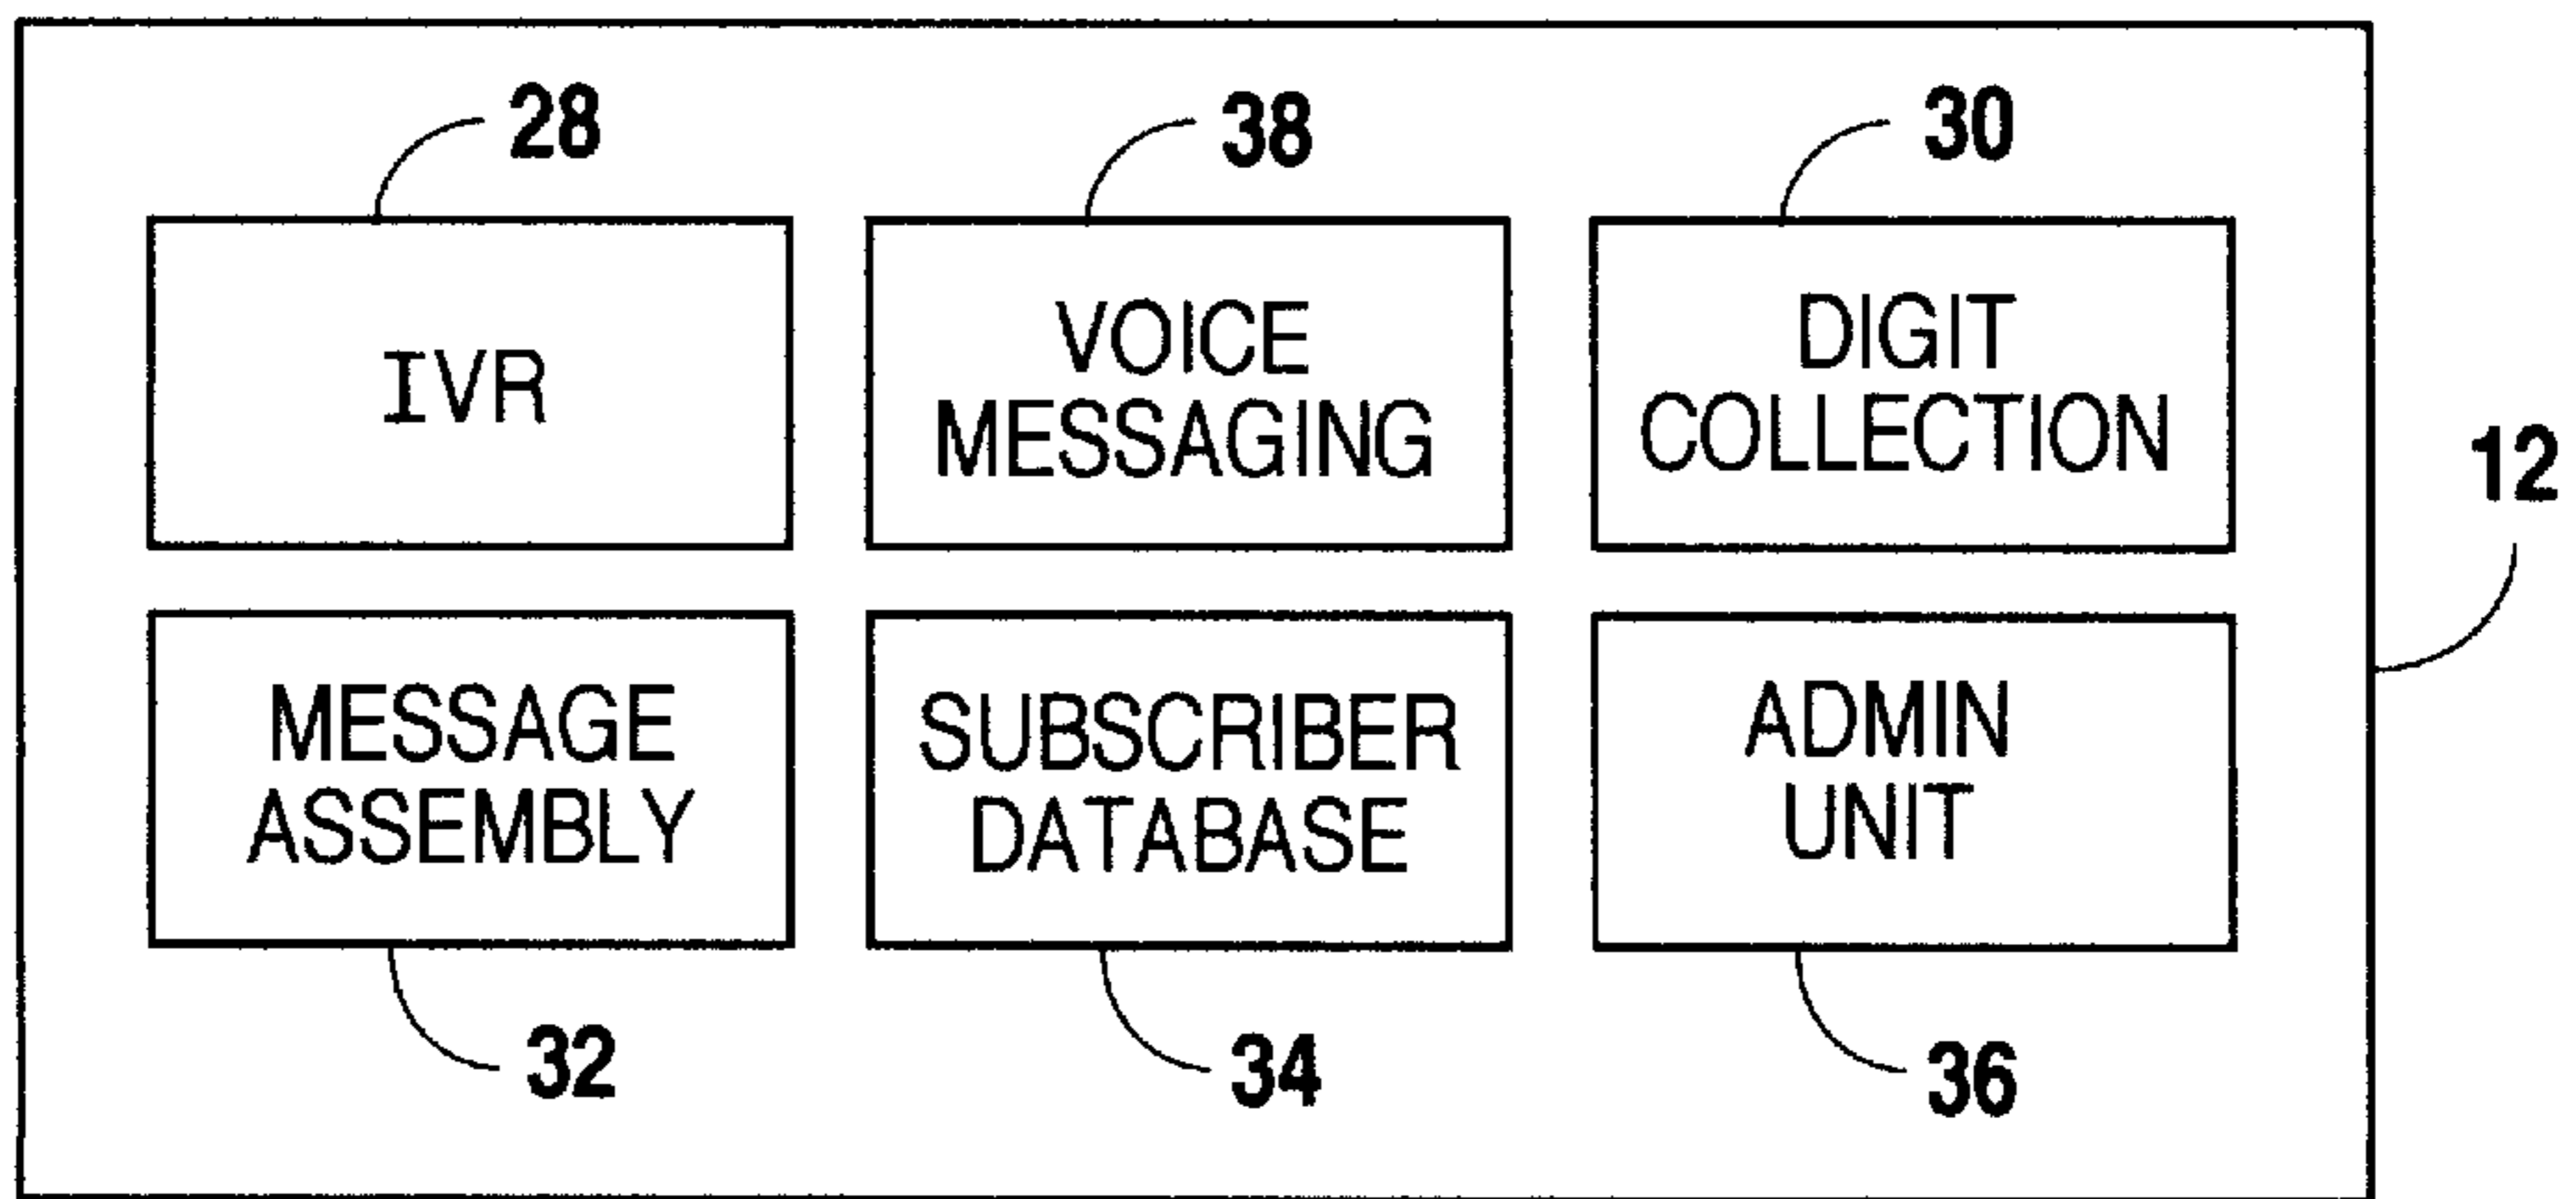 28
38
30
IVR
VOICE
MESSAGING
DIGIT
COLLECTION
12
MESSAGE
ASSEMBLY
SUBSCRIBER
DATABASE
ADMIN
UNIT
32
34
36